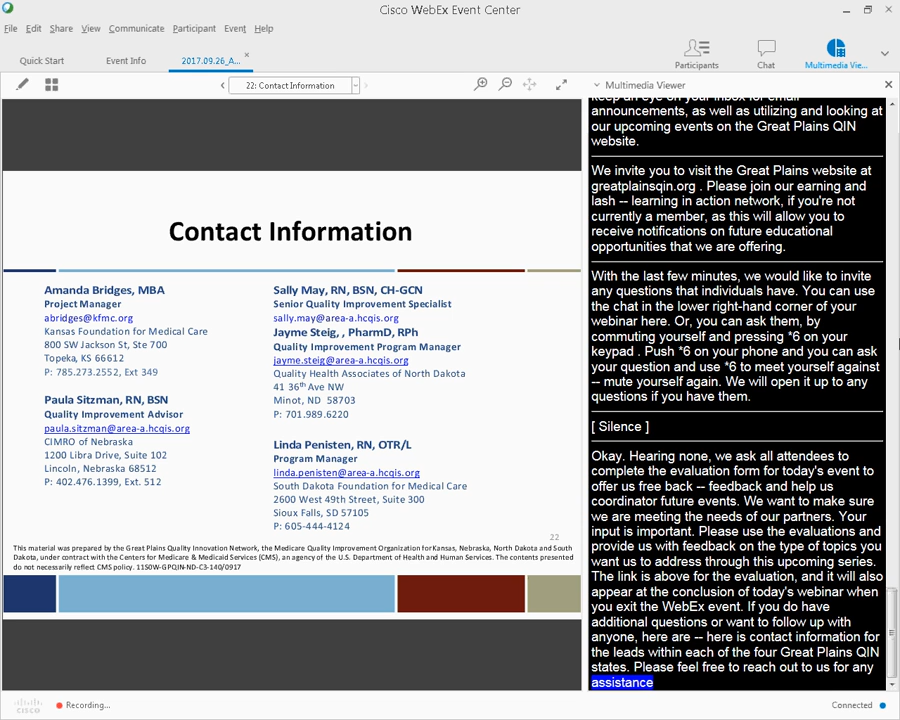 Cisco WebEx Event Center
File Edit Share View Communicate Participant Event Help
Quick Start Event Info 2017.09.26_A...
Participants Chat Multimedia Vie...
22: Contact Information
Contact Information
Amanda Bridges, MBA
Project Manager
abridges@kfmc.org
Kansas Foundation for Medical Care
800 SW Jackson St, Ste 700
Topeka, KS 66612
P: 785.273.2552, Ext 349
Paula Sitzman, RN, BSN
Quality Improvement Advisor
paula.sitzman@area-a.hcqis.org
CIMRO of Nebraska
1200 Libra Drive, Suite 102
Lincoln, Nebraska 68512
P: 402.476.1399, Ext. 512
Sally May, RN, BSN, CH-GCN
Senior Quality Improvement Specialist
sally.may@area-a.hcqis.org
Jayme Steig, , PharmD, RPh
Quality Improvement Program Manager
jayme.steig@area-a.hcqis.org
Quality Health Associates of North Dakota
41 36th Ave NW
Minot, ND 58703
P: 701.989.6220
Linda Penisten, RN, OTR/L
Program Manager
linda.penisten@area-a.hcqis.org
South Dakota Foundation for Medical Care
2600 West 49th Street, Suite 300
Sioux Falls, SD 57105
P: 605-444-4124
22
This material was prepared by the Great Plains Quality Innovation Network, the Medicare Quality Improvement Organization for Kansas, Nebraska, North Dakota and South
Dakota, under contract with the Centers for Medicare & Medicaid Services (CMS), an agency of the U.S. Department of Health and Human Services. The contents presented
do not necessarily reflect CMS policy. 11SOW-GPQIN-ND-C3-140/0917
Multimedia Viewer
keep an eye on your inbox for email
announcements, as well as utilizing and looking at
our upcoming events on the Great Plains QIN
website.
We invite you to visit the Great Plains website at
greatplainsqin.org . Please join our earning and
lash -- learning in action network, if you're not
currently a member, as this will allow you to
receive notifications on future educational
opportunities that we are offering.
With the last few minutes, we would like to invite
any questions that individuals have. You can use
the chat in the lower right-hand corner of your
webinar here. Or, you can ask them, by
commuting yourself and pressing *6 on your
keypad . Push *6 on your phone and you can ask
your question and use *6 to meet yourself against
-- mute yourself again. We will open it up to any
questions if you have them.
[ Silence ]
Okay. Hearing none, we ask all attendees to
complete the evaluation form for today's event to
offer us free back -- feedback and help us
coordinator future events. We want to make sure
we are meeting the needs of our partners. Your
input is important. Please use the evaluations and
provide us with feedback on the type of topics you
want us to address through this upcoming series.
The link is above for the evaluation, and it will also
appear at the conclusion of today's webinar when
you exit the WebEx event. If you do have
additional questions or want to follow up with
anyone, here are -- here is contact information for
the leads within each of the four Great Plains QIN
states. Please feel free to reach out to us for any
assistance
cisco
Recording...
Connected